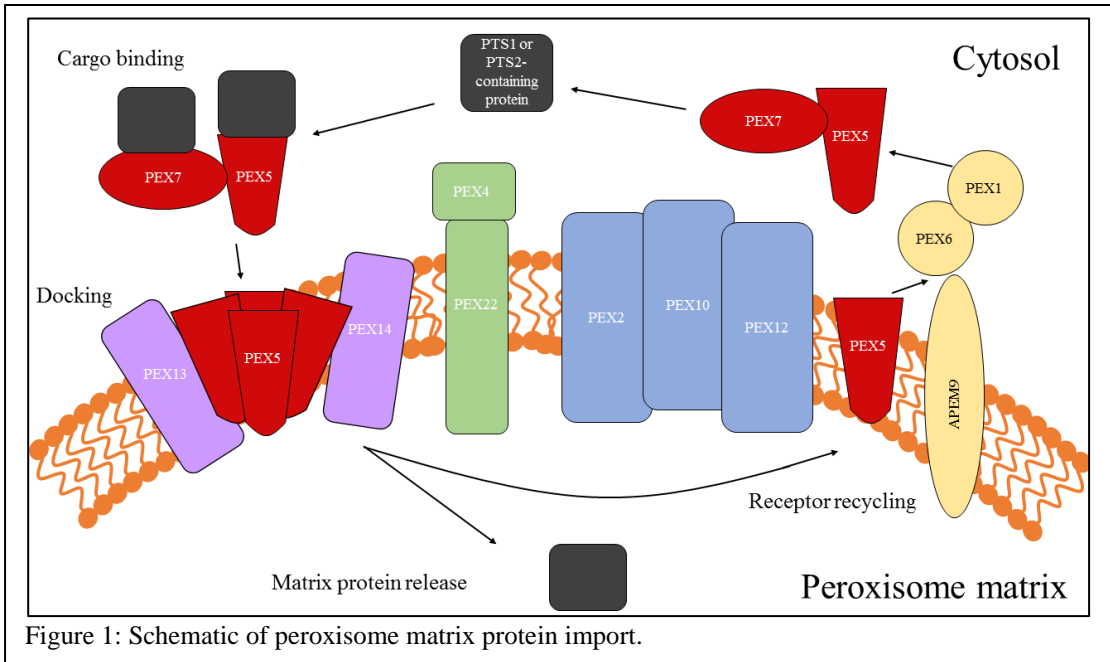 Cargo binding
PTS1 or
PTS2-
containing
protein
Cytosol
PEX7
PEX5
PEX7
PEX5
PEX1
PEX6
PEX4
PEX22
PEX2
PEX10
PEX12
Docking
PEX13
PEX5
PEX14
PEX5
APEM9
Receptor recycling
Matrix protein release
Peroxisome matrix
Figure 1: Schematic of peroxisome matrix protein import.